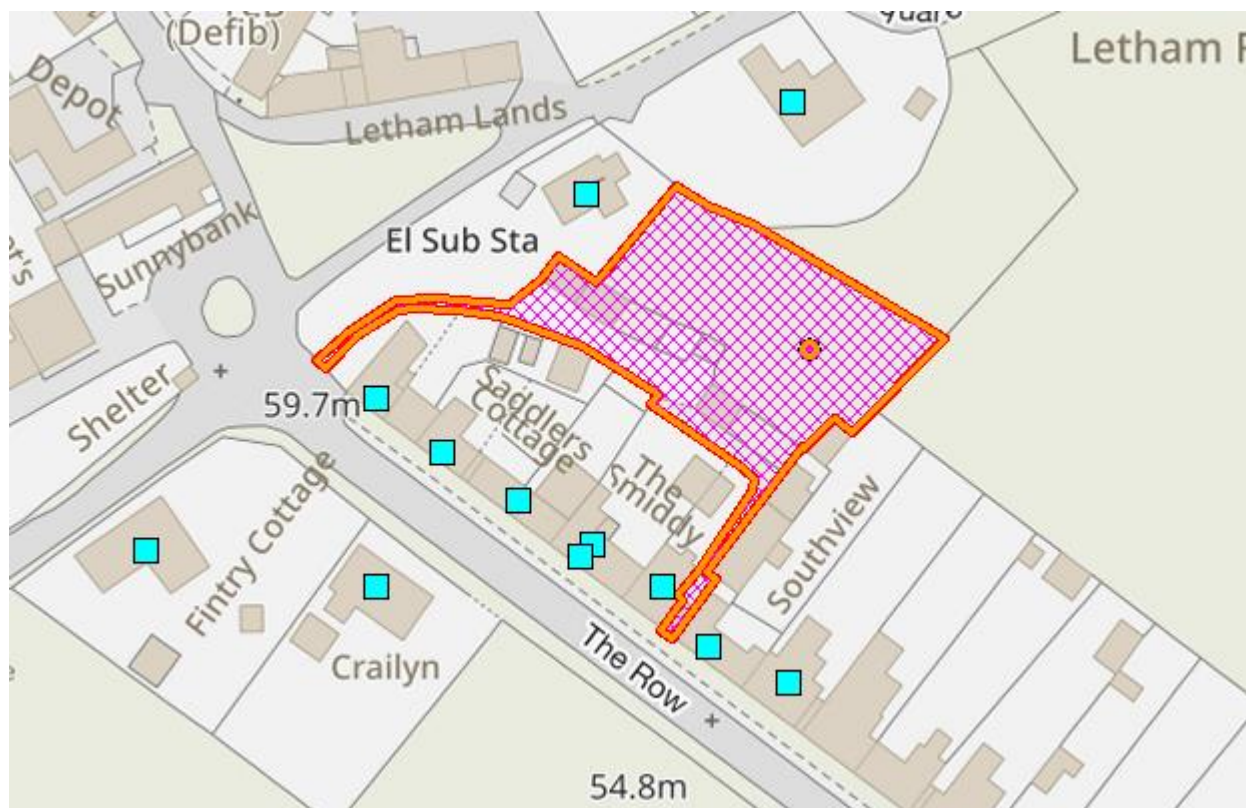 (Defib)
Depot
Letham Lands
Letham
Sunnybank
El Sub Sta
Shelter
59.7m
Saddlers
Cottage
The
Smiddy
Southview
Fintry Cottage
Crailyn
The Row
54.8m